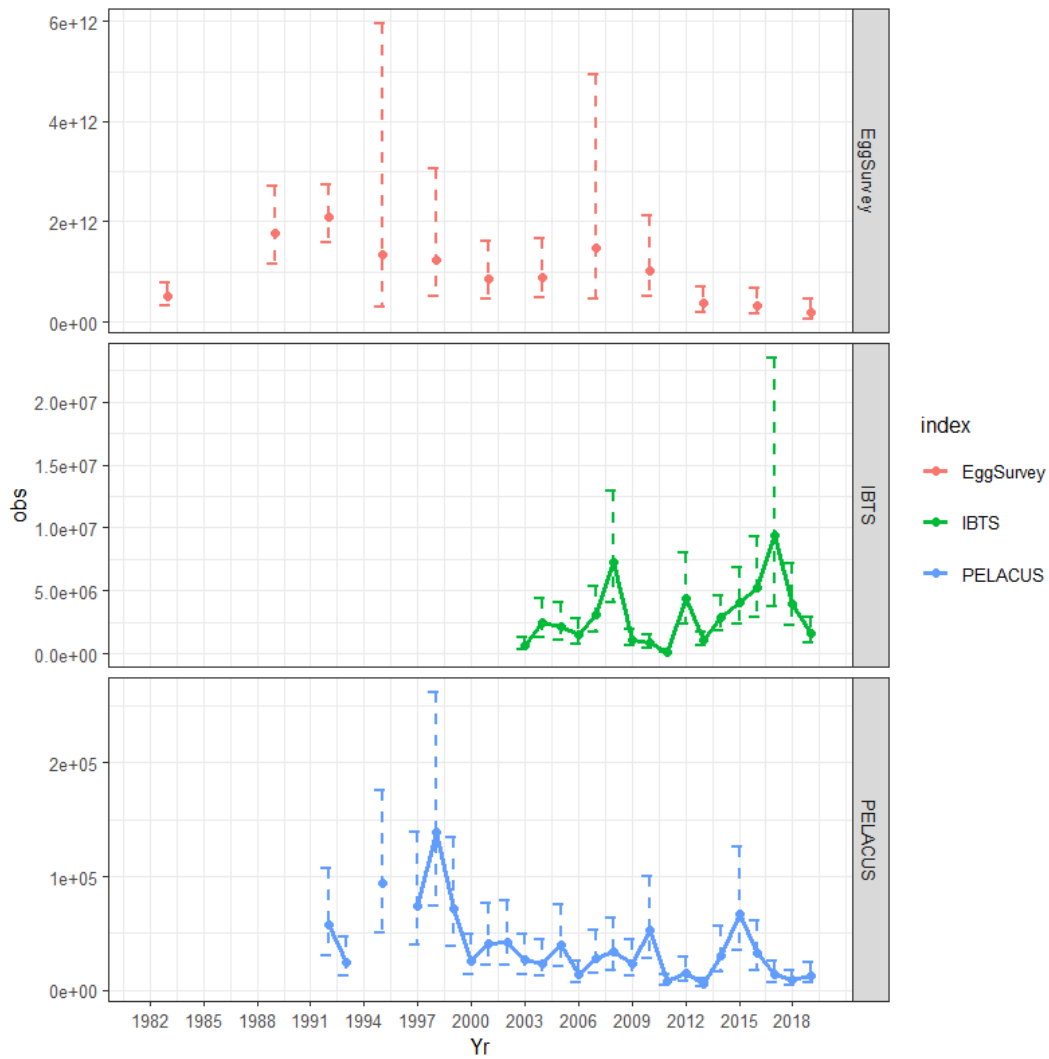 6e+12
4e+12
2e+12
0e+00
EggSurvey
2.0e+07
1.5e+07
1.0e+07
5.0e+06
0.0e+00
IBTS
2e+05
1e+05
0e+00
PELACUS
obs
1982 1985 1988 1991 1994 1997 2000 2003 2006 2009 2012 2015 2018
Yr
index
EggSurvey
IBTS
PELACUS